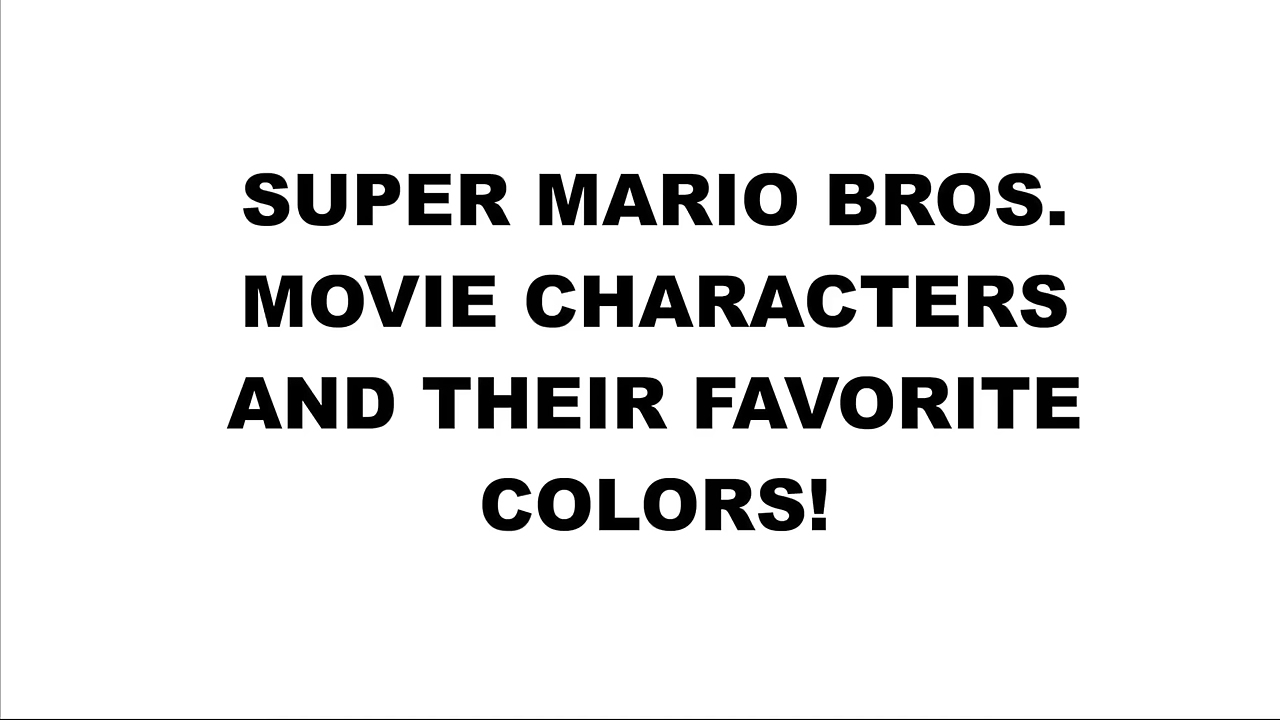 SUPER MARIO BROS.
MOVIE CHARACTERS
AND THEIR FAVORITE
COLORS!